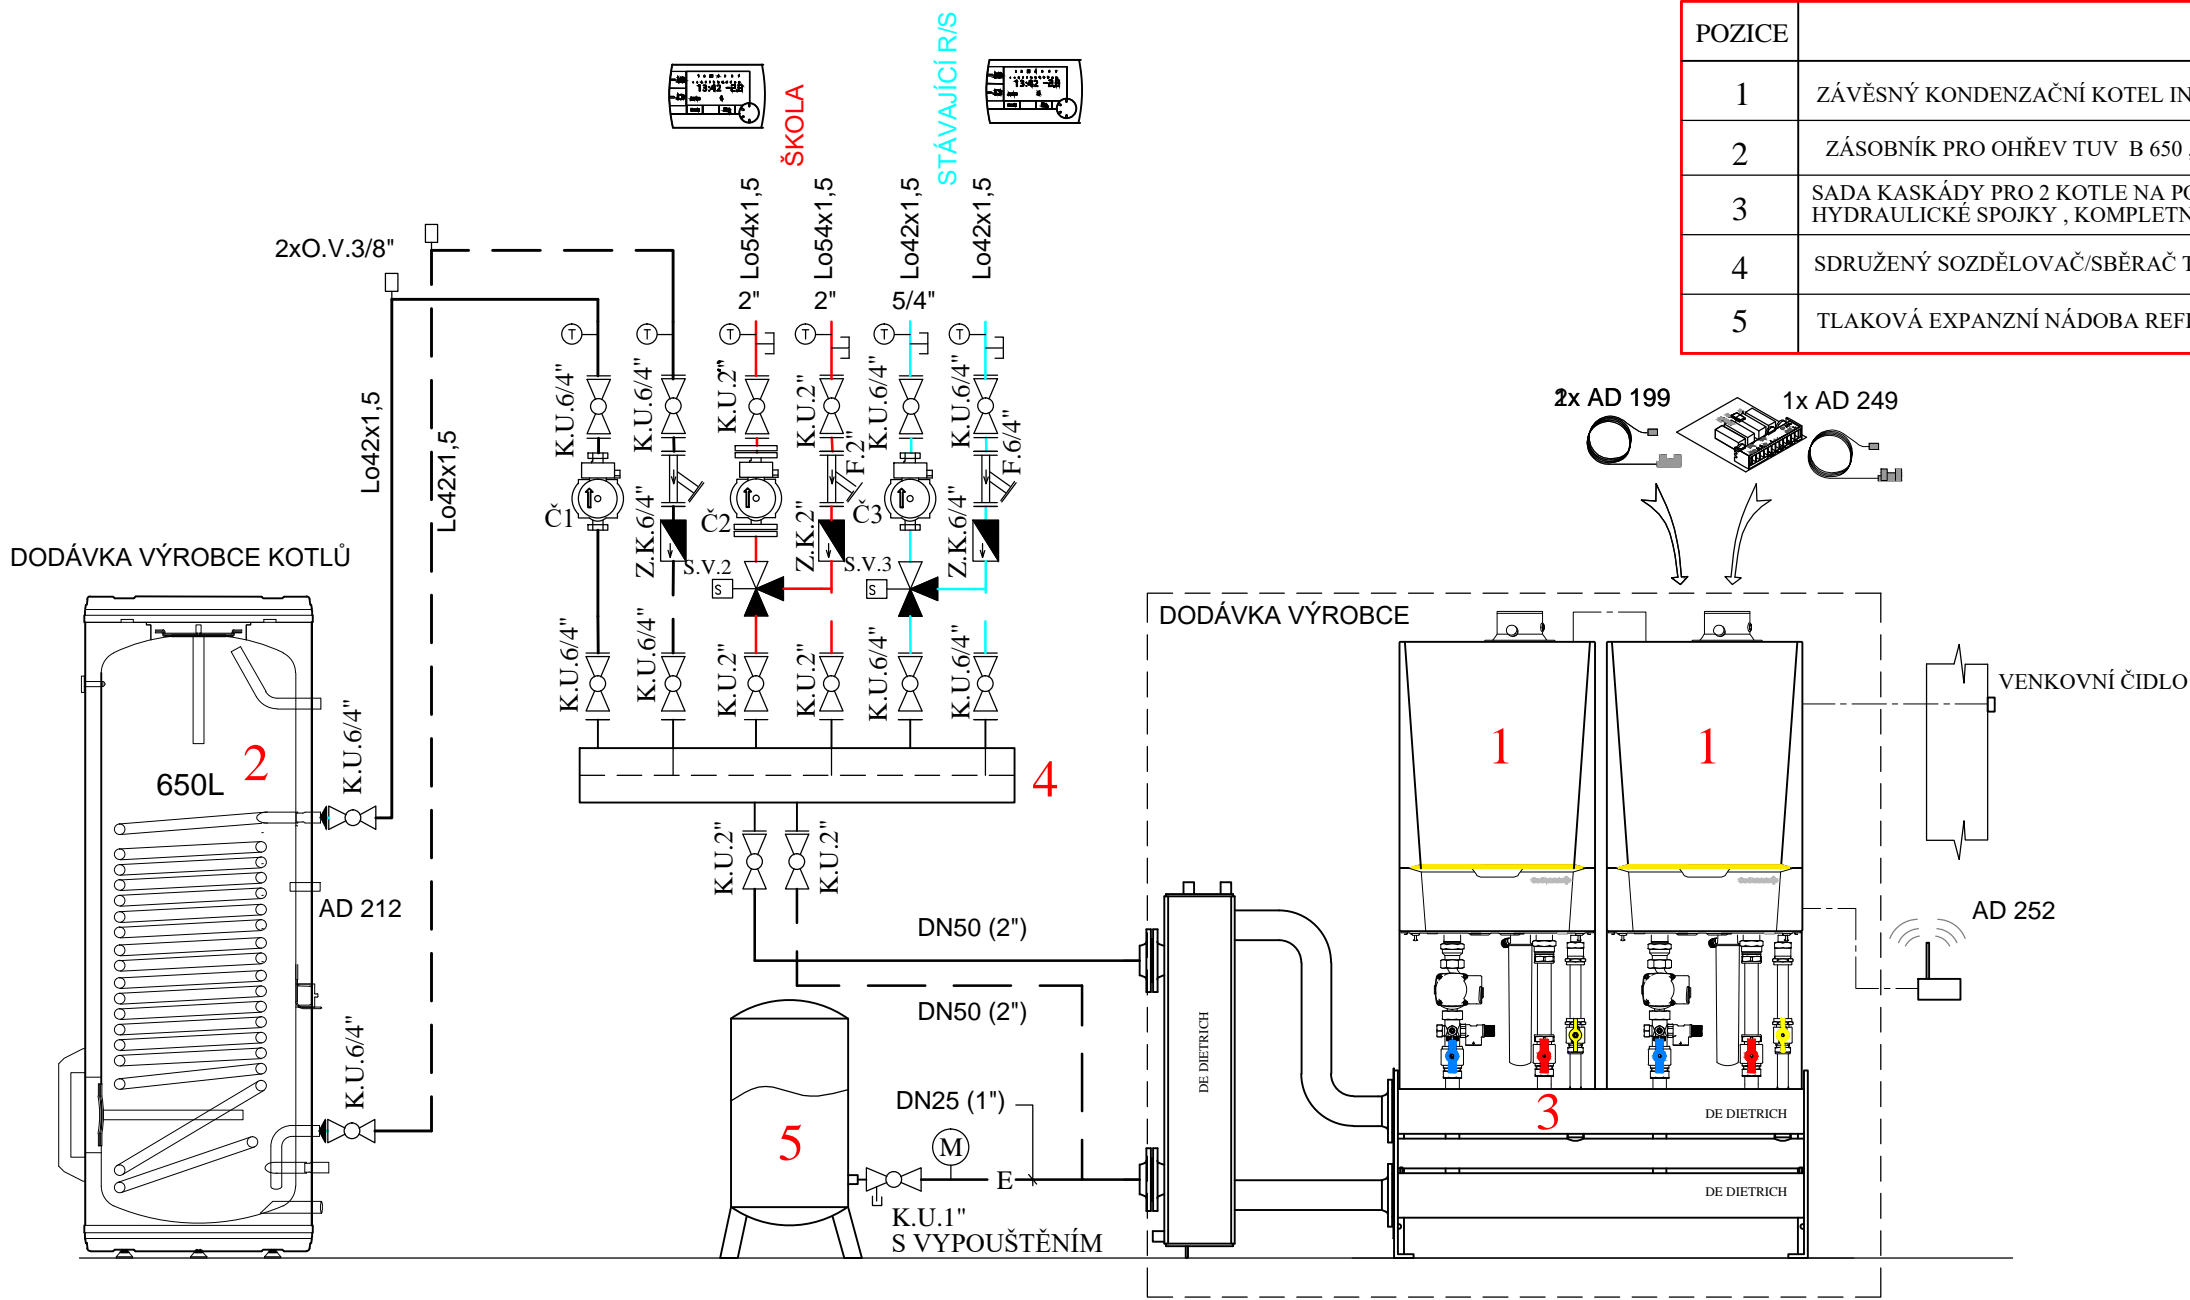 POZICE
1 ZÁVĚSNÝ KONDENZAČNÍ KOTEL IN
2 ZÁSOBNÍK PRO OHŘEV TUV B 650 ,
3 SADA KASKÁDY PRO 2 KOTLE NA PO
HYDRAULICKÉ SPOJKY , KOMPLETN
4 SDRUŽENÝ SOZDĚLOVAČ/SBĚRAČ T
5 TLAKOVÁ EXPANZNÍ NÁDOBA REFI
13:42
13:42
ŠKOLA
STÁVAJÍCÍ R/S
Lo54x1,5
Lo54x1,5
Lo42x1,5
Lo42x1,5
2"
2"
5/4"
2xO.V.3/8"
T
T
T
T
T
T
K.U.6/4"
K.U.6/4"
K.U.2"
K.U.2"
K.U.6/4"
K.U.6/4"
Lo42x1,5
Lo42x1,5
F.2"
F.6/4"
Č1
Č2
Č3
Z.K.6/4"
Z.K.2"
Z.K.6/4"
S.V.2
S.V.3
S
S
K.U.6/4"
K.U.6/4"
K.U.2"
K.U.2"
K.U.6/4"
K.U.6/4"
4
K.U.2"
K.U.2"
DODÁVKA VÝROBCE KOTLŮ
2
650L
K.U.6/4"
AD 212
K.U.6/4"
DN50 (2")
DN50 (2")
DN25 (1")
5
M
E
K.U.1"
S VYPOUŠTĚNÍM
x AD 199
1x AD 249
DODÁVKA VÝROBCE
1
1
VENKOVNÍ ČIDLO
AD 252
DE DIETRICH
3
DE DIETRICH
DE DIETRICH